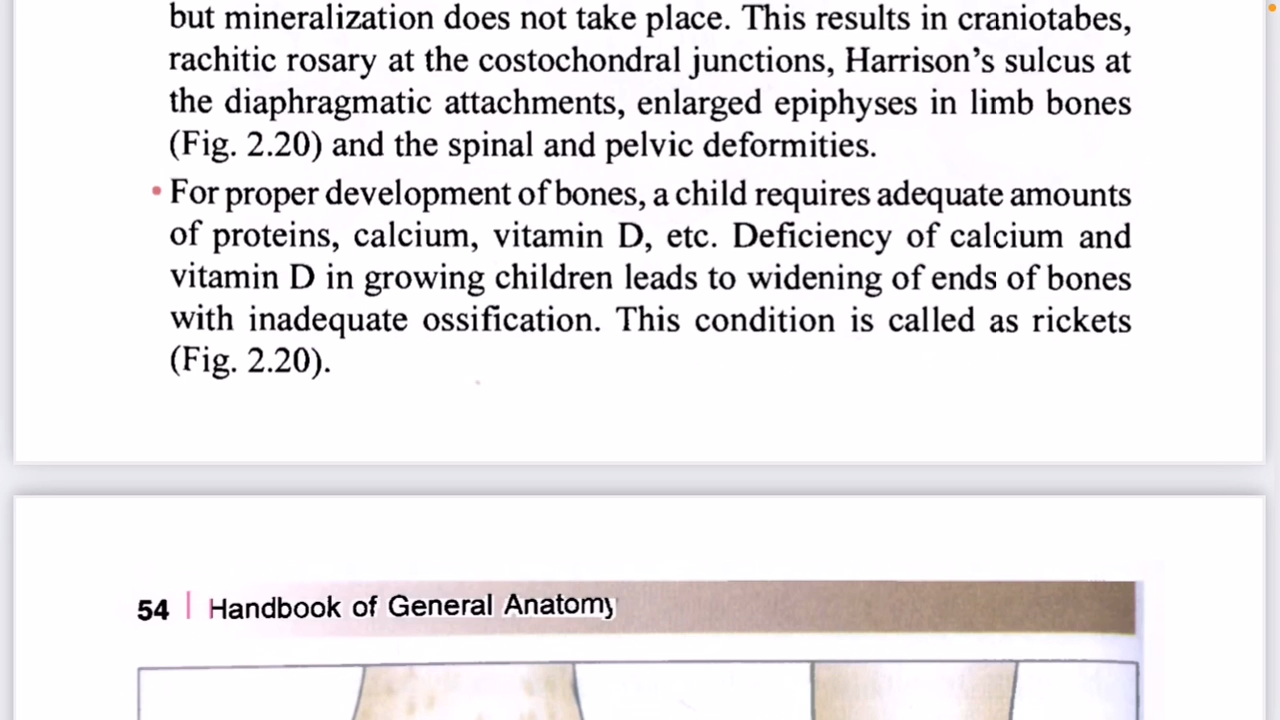 but mineralization does not take place. This results in craniotabes,
rachitic rosary at the costochondral junctions, Harrison's sulcus at
the diaphragmatic attachments, enlarged epiphyses in limb bones
(Fig. 2.20) and the spinal and pelvic deformities.
• For proper development of bones, a child requires adequate amounts
of proteins, calcium, vitamin D, etc. Deficiency of calcium and
vitamin D in growing children leads to widening of ends of bones
with inadequate ossification. This condition is called as rickets
(Fig. 2.20).
54 | Handbook of General Anatomy